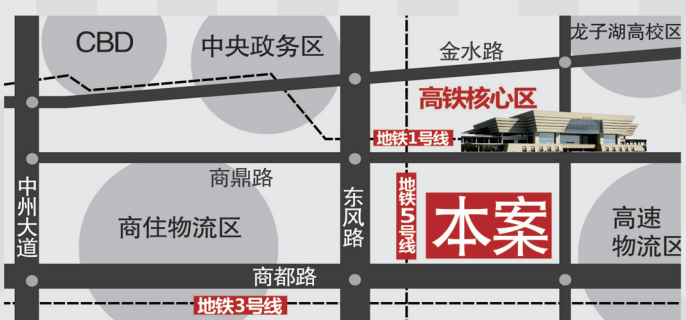 CBD
中央政务区
金水路
龙子湖高校区
高铁核心区
地铁1号线
商鼎路
中州大道
商住物流区
东风路
地铁5号线
本案
高速
物流区
商都路
地铁3号线